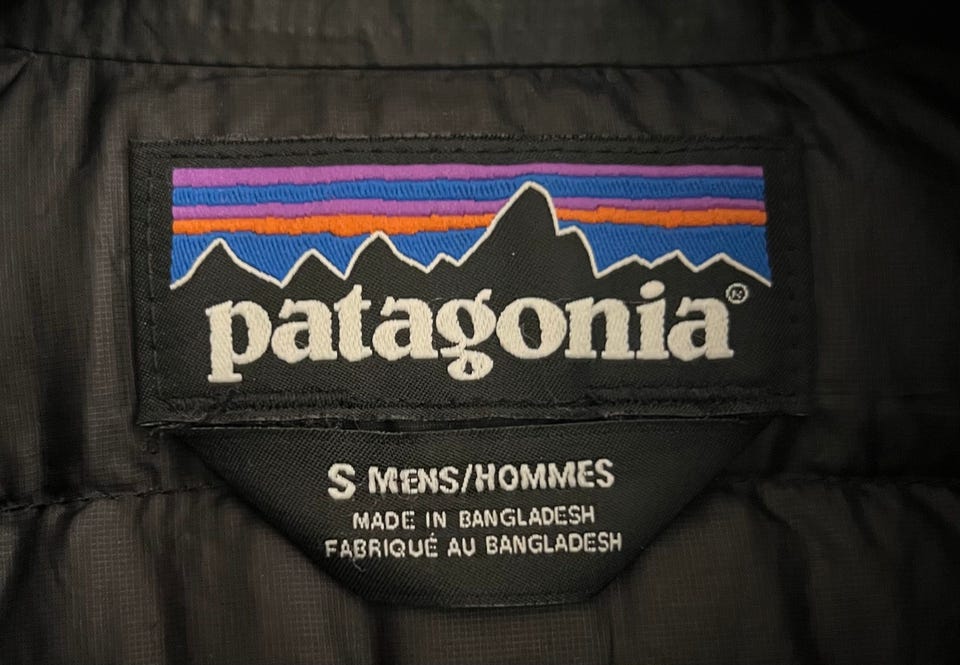 patagonia®
S MENS/HOMMES
MADE IN BANGLADESH
FABRIQUÉ AU BANGLADESH